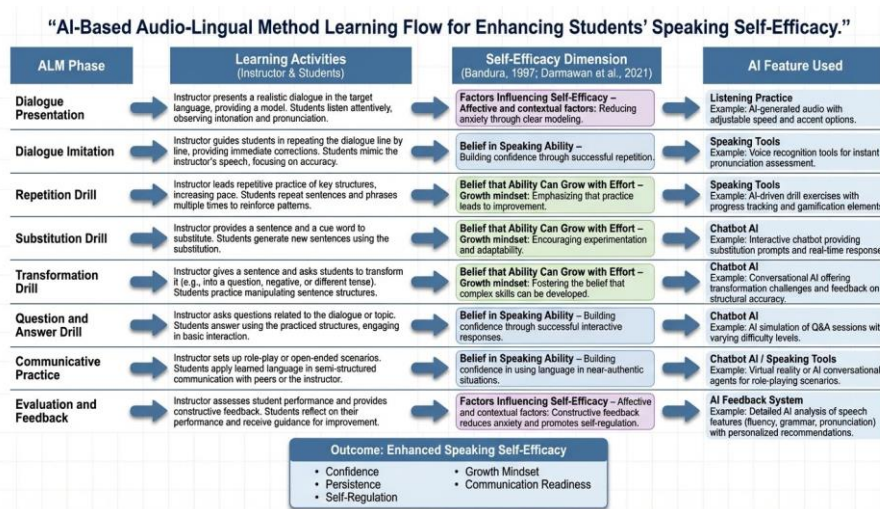 “AI-Based Audio-Lingual Method Learning Flow for Enhancing Students’ Speaking Self-Efficacy.”
ALM Phase
Learning Activities
(Instructor & Students)
Self-Efficacy Dimension
(Bandura, 1997; Darmawan et al., 2021)
AI Feature Used
Dialogue
Presentation
Instructor presents a realistic dialogue in the target
language, providing a model. Students listen attentively,
observing intonation and pronunciation.
Factors Influencing Self-Efficacy –
Affective and contextual factors: Reducing
anxiety through clear modeling.
Listening Practice
Example: AI-generated audio with
adjustable speed and accent options.
Dialogue Imitation
Instructor guides students in repeating the dialogue line by
line, providing immediate corrections. Students mimic the
instructor's speech, focusing on accuracy.
Belief in Speaking Ability –
Building confidence through successful repetition.
Speaking Tools
Example: Voice recognition tools for instant
pronunciation assessment.
Repetition Drill
Instructor leads repetitive practice of key structures,
increasing pace. Students repeat sentences and phrases
multiple times to reinforce patterns.
Belief that Ability Can Grow with Effort –
Growth mindset: Emphasizing that practice
leads to improvement.
Speaking Tools
Example: AI-driven drill exercises with
progress tracking and gamification elements
Substitution Drill
Instructor provides a sentence and a cue word to
substitute. Students generate new sentences using the
substitution.
Belief that Ability Can Grow with Effort –
Growth mindset: Encouraging experimentation
and adaptability.
Chatbot AI
Example: Interactive chatbot providing
substitution prompts and real-time response
Transformation
Drill
Instructor gives a sentence and asks students to transform
it (e.g., into a question, negative, or different tense).
Students practice manipulating sentence structures.
Belief that Ability Can Grow with Effort –
Growth mindset: Fostering the belief that
complex skills can be developed.
Chatbot AI
Example: Conversational AI offering
transformation challenges and feedback on
structural accuracy.
Question and
Answer Drill
Instructor asks questions related to the dialogue or topic.
Students answer using the practiced structures, engaging
in basic interaction.
Belief in Speaking Ability – Building
confidence through successful interactive
responses.
Chatbot AI
Example: AI simulation of Q&A sessions wit
varying difficulty levels.
Communicative
Practice
Instructor sets up role-play or open-ended scenarios.
Students apply learned language in semi-structured
communication with peers or the instructor.
Belief in Speaking Ability – Building
confidence in using language in near-authentic
situations.
Chatbot AI / Speaking Tools
Example: Virtual reality or AI conversational
agents for role-playing scenarios.
Evaluation and
Feedback
Instructor assesses student performance and provides
constructive feedback. Students reflect on their
performance and receive guidance for improvement.
Factors Influencing Self-Efficacy – Affective
and contextual factors: Constructive feedback
reduces anxiety and promotes self-regulation.
AI Feedback System
Example: Detailed AI analysis of speech
features (fluency, grammar, pronunciation)
with personalized recommendations.
Outcome: Enhanced Speaking Self-Efficacy
• Confidence
• Persistence
• Self-Regulation
• Growth Mindset
• Communication Readiness